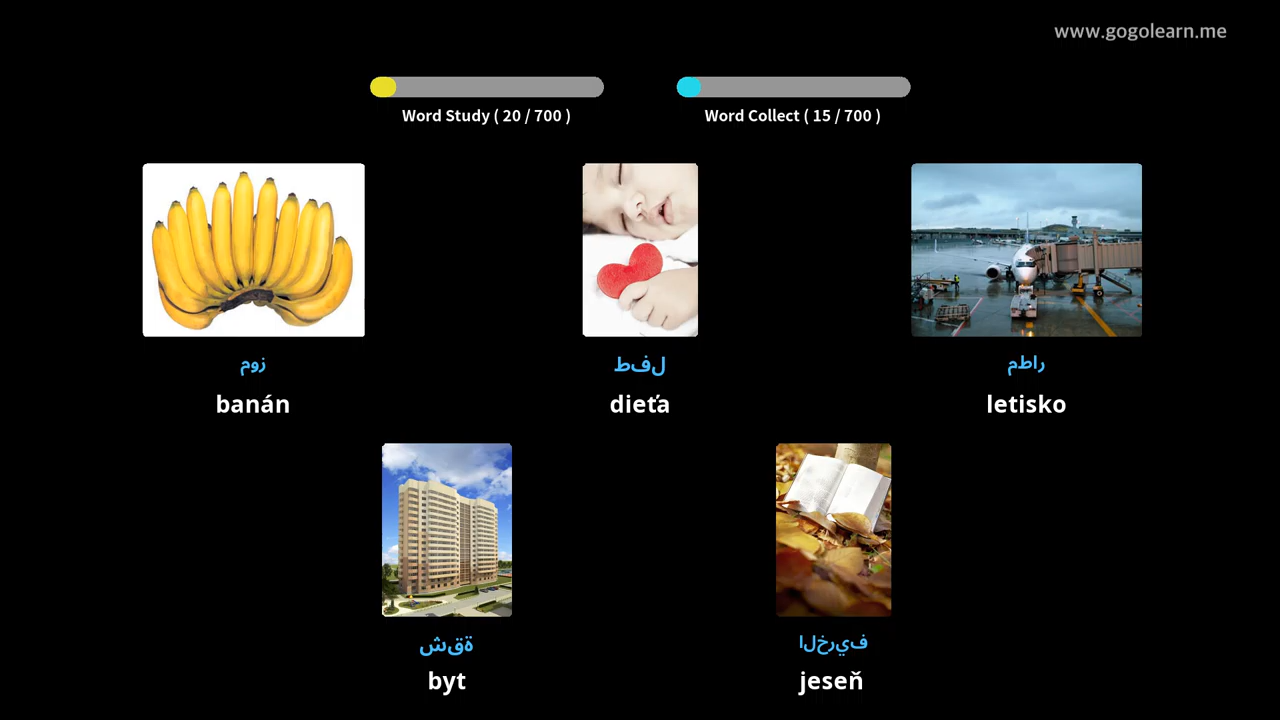 www.gogolearn.me
Word Study ( 20 / 700 )
Word Collect ( 15 / 700 )
زوم
لفط
راطم
banán
dieťa
letisko
ةقش
فيرخلا
byt
jeseň